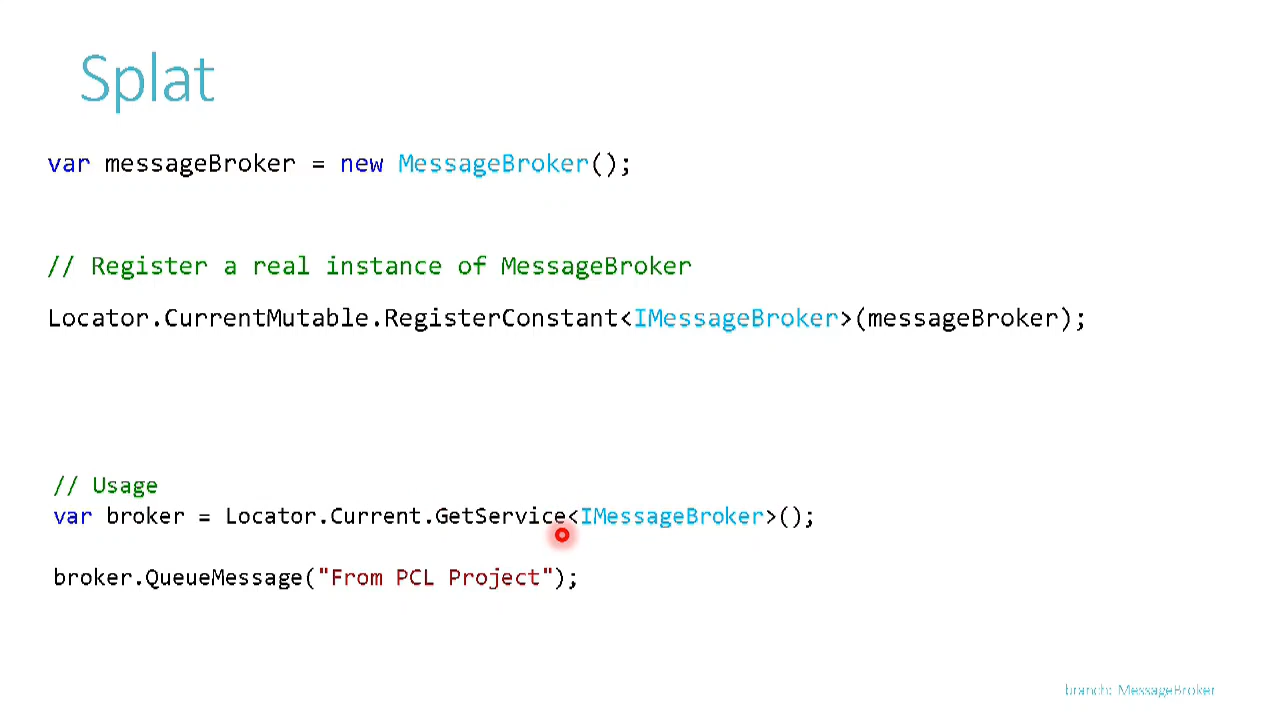 Splat
var messageBroker = new MessageBroker();
// Register a real instance of MessageBroker
Locator.CurrentMutable.RegisterConstant<IMessageBroker>(messageBroker);
// Usage
var broker = Locator.Current.GetService<IMessageBroker>();
broker.QueueMessage("From PCL Project");
branch: MessageBroker